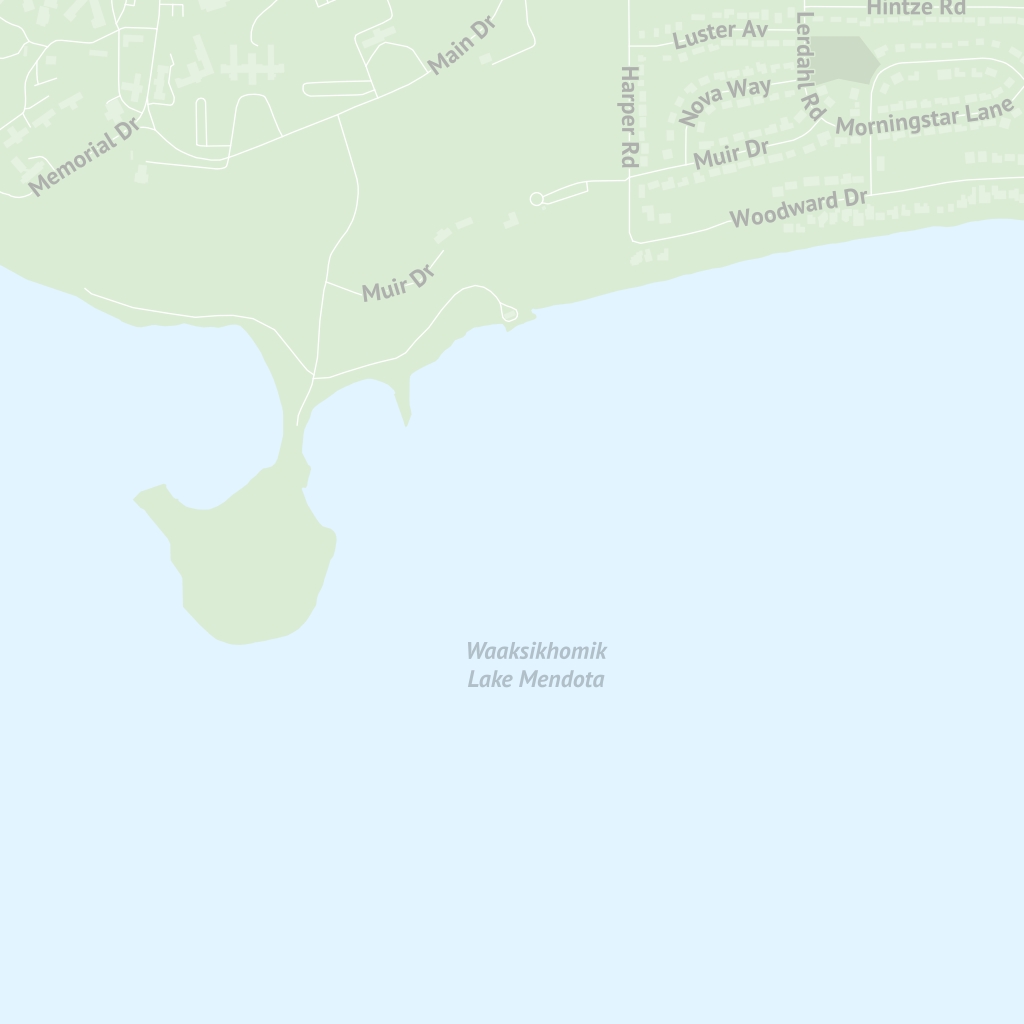 Hintze Rd
Main Dr
Luster Av
Lerdahl Rd
Harper Rd
Nova Way
Morningstar Lane
Memorial Dr
Muir Dr
Woodward Dr
Muir Dr
Waaksikhomik
Lake Mendota